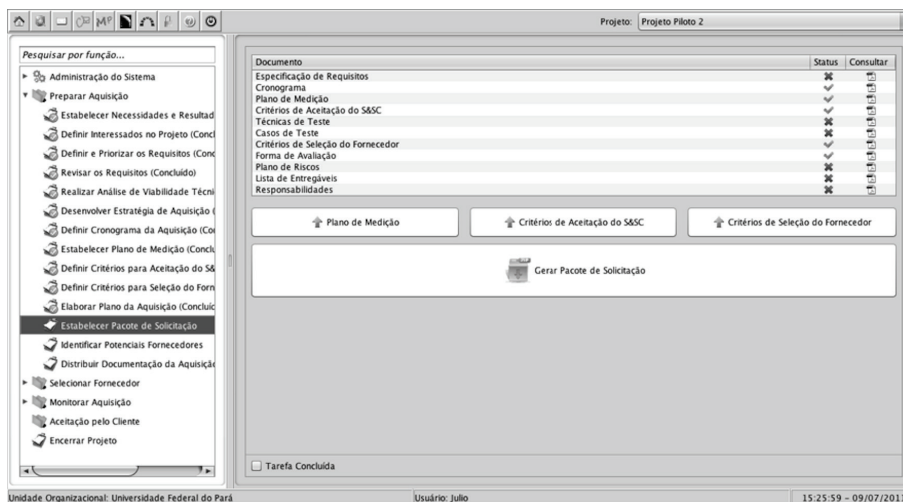 MP
Projeto: Projeto Piloto 2
Pesquisar por função...
Administração do Sistema
Preparar Aquisição
Estabelecer Necessidades e Resultad
Definir Interessados no Projeto (Concl
Definir e Priorizar os Requisitos (Conc
Revisar os Requisitos (Concluído)
Realizar Análise de Viabilidade Técni
Desenvolver Estratégia de Aquisição (
Definir Cronograma da Aquisição (Co
Estabelecer Plano de Medição (Conclu
Definir Critérios para Aceitação do S&
Definir Critérios para Seleção do Forn
Elaborar Plano da Aquisição (Concluíc
Estabelecer Pacote de Solicitação
Identificar Potenciais Fornecedores
Distribuir Documentação da Aquisiçã
Selecionar Fornecedor
Monitorar Aquisição
Aceitação pelo Cliente
Encerrar Projeto
Documento Status Consultar
Especificação de Requisitos
Cronograma
Plano de Medição
Critérios de Aceitação do S&SC
Técnicas de Teste
Casos de Teste
Critérios de Seleção do Fornecedor
Forma de Avaliação
Plano de Riscos
Lista de Entregáveis
Responsabilidades
Plano de Medição
Critérios de Aceitação do S&SC
Critérios de Seleção do Fornecedor
Gerar Pacote de Solicitação
Tarefa Concluída
Unidade Organizacional: Universidade Federal do Pará Usuário: Julio 15:25:59 - 09/07/201